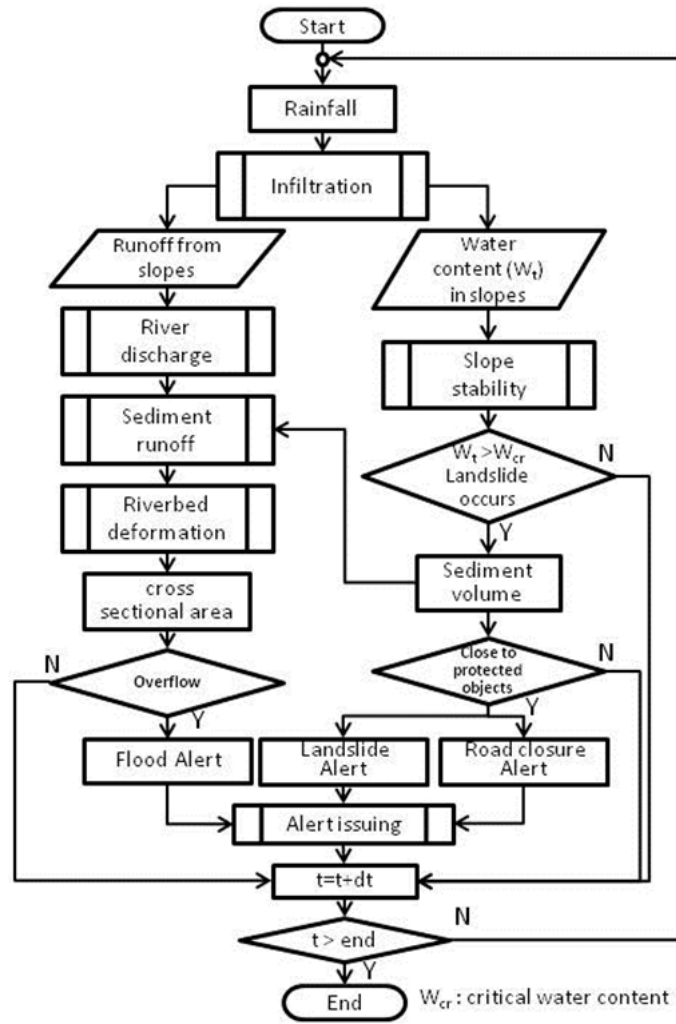 Start
Rainfall
Infiltration
Runoff from
slopes
Water
content (Wt)
in slopes
River
discharge
Slope
stability
Sediment
runoff
Wt >Wcr
Landslide
occurs
N
Y
Riverbed
deformation
Sediment
volume
cross
sectional area
Close to
protected
objects
N
Y
N
Overflow
Y
Flood Alert
Landslide
Alert
Road closure
Alert
Alert issuing
t=t+dt
t > end
N
Y
End
Wcr : critical water content